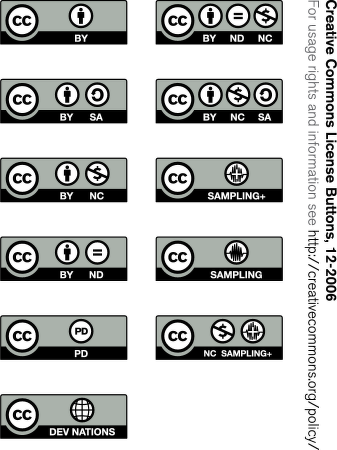 CC BY
CC BY ND NC
CC BY SA
CC BY NC SA
CC BY NC
CC SAMPLING+
CC BY ND
CC SAMPLING
CC PD PD
CC NC SAMPLING+
CC DEV NATIONS
Creative Commons License Buttons, 12-2006
For usage rights and information see http://creativecommons.org/policy/